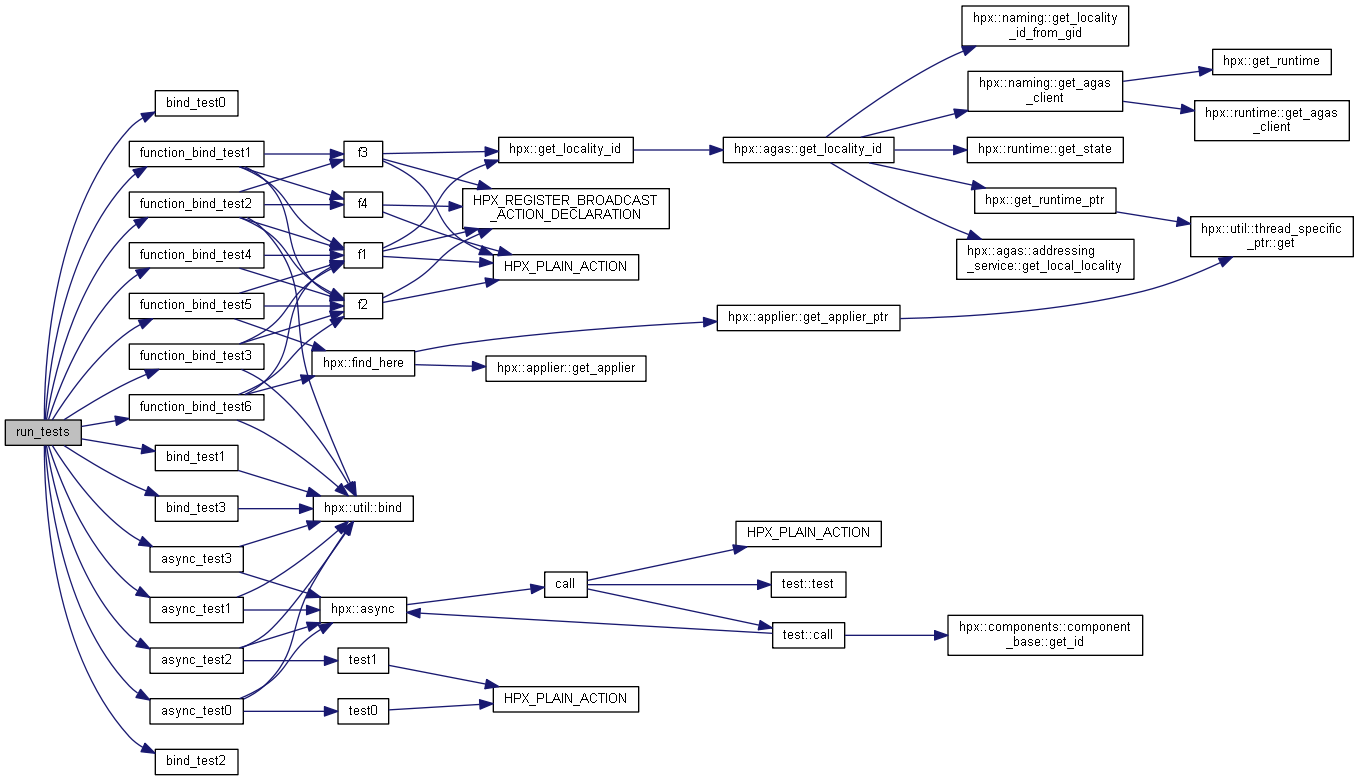 hpx::naming::get_locality
_id_from_gid
hpx::get_runtime
hpx::naming::get_agas
_client
bind_test0
hpx::runtime::get_agas
_client
function_bind_test1
f3
hpx::get_locality_id
hpx::agas::get_locality_id
hpx::runtime::get_state
function_bind_test2
f4
HPX_REGISTER_BROADCAST
_ACTION_DECLARATION
hpx::get_runtime_ptr
hpx::util::thread_specific
_ptr::get
function_bind_test4
f1
HPX_PLAIN_ACTION
hpx::agas::addressing
_service::get_local_locality
function_bind_test5
f2
hpx::applier::get_applier_ptr
function_bind_test3
hpx::find_here
hpx::applier::get_applier
function_bind_test6
run_tests
bind_test1
bind_test3
hpx::util::bind
HPX_PLAIN_ACTION
async_test3
call
test::test
async_test1
hpx::async
test::call
hpx::components::component
_base::get_id
async_test2
test1
HPX_PLAIN_ACTION
async_test0
test0
bind_test2